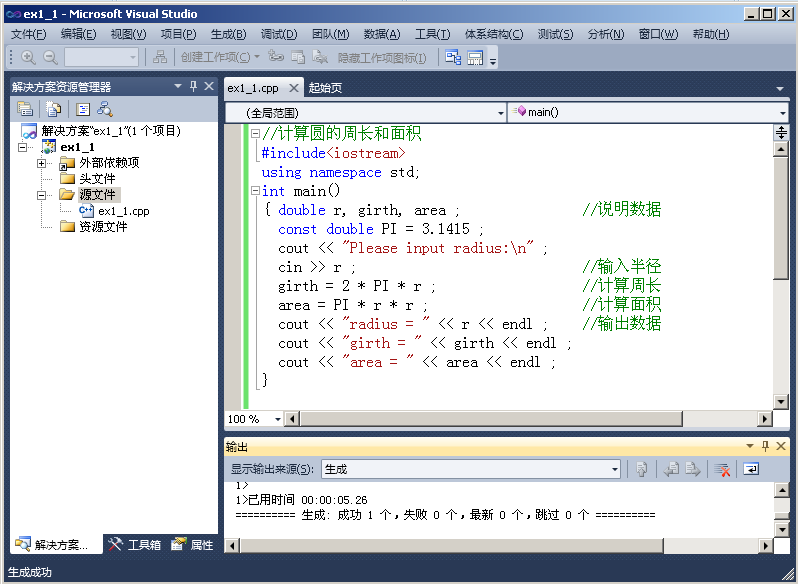 ex1_1 - Microsoft Visual Studio
文件(F) 编辑(E) 视图(V) 项目(P) 生成(B) 调试(D) 团队(M) 数据(A) 工具(T) 体系结构(C) 测试(S) 分析(N) 窗口(W) 帮助(H)
创建工作项(C) 隐藏工作项图标(I)
解决方案资源管理器
解决方案"ex1_1"(1 个项目)
ex1_1
外部依赖项
头文件
源文件
ex1_1.cpp
资源文件
解决方案... 工具箱 属性
ex1_1.cpp 起始页
(全局范围) main()
//计算圆的周长和面积
#include<iostream>
using namespace std;
int main()
{ double r, girth, area ; //说明数据
const double PI = 3.1415 ;
cout << "Please input radius:\n" ;
cin >> r ; //输入半径
girth = 2 * PI * r ; //计算周长
area = PI * r * r ; //计算面积
cout << "radius = " << r << endl ; //输出数据
cout << "girth = " << girth << endl ;
cout << "area = " << area << endl ;
}
100 %
输出
显示输出来源(S): 生成
1>
1>已用时间 00:00:05.26
========== 生成: 成功 1 个，失败 0 个，最新 0 个，跳过 0 个 ==========
生成成功